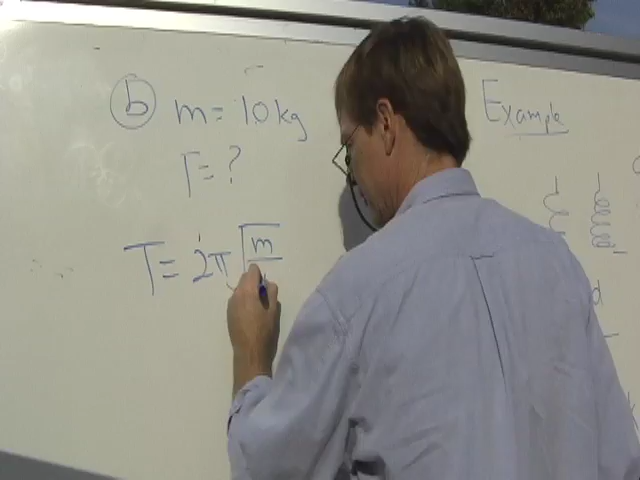 b m = 1.0 kg
T = ?
T = 2π √m
Example